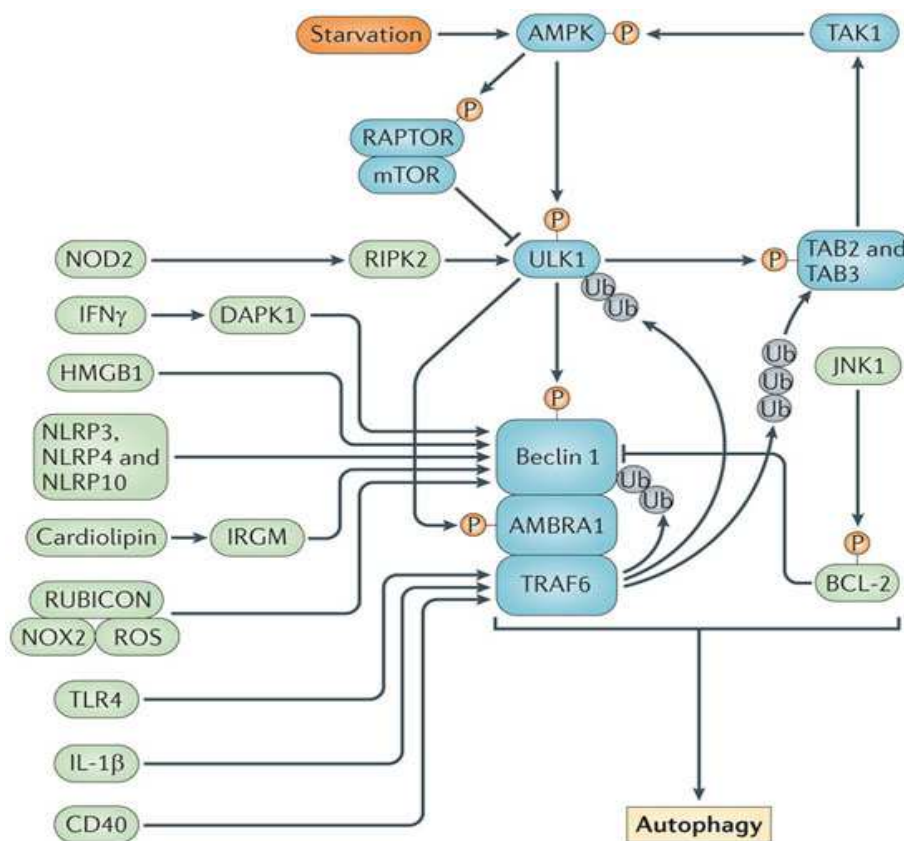 Starvation
AMPK
P
TAK1
P
RAPTOR
mTOR
P
NOD2
RIPK2
ULK1
P
TAB2 and
TAB3
Ub
Ub
IFNγ
DAPK1
Ub
Ub
Ub
JNK1
HMGB1
P
NLRP3,
NLRP4 and
NLRP10
Beclin 1
Ub
Ub
Cardiolipin
IRGM
P
AMBRA1
P
TRAF6
BCL-2
RUBICON
NOX2
ROS
TLR4
IL-1β
CD40
Autophagy